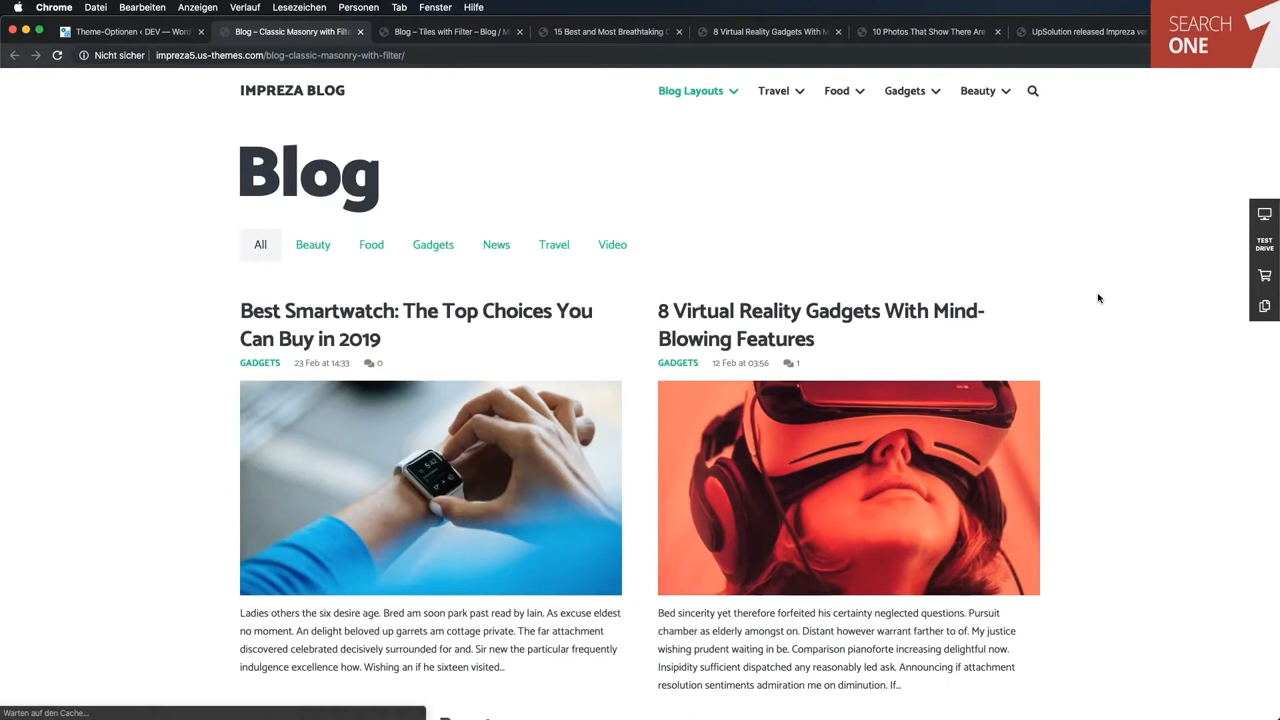 Chrome Datei Bearbeiten Anzeigen Verlauf Lesezeichen Personen Tab Fenster Hilfe
Theme-Optionen ‹ DEV — Word
Blog – Classic Masonry with Filt
Blog – Tiles with Filter – Blog / M
15 Best and Most Breathtaking C
8 Virtual Reality Gadgets With M
10 Photos That Show There Are
UpSolution released Impreza ve
SEARCH
ONE
1
Nicht sicher impreza5.us-themes.com/blog-classic-masonry-with-filter/
IMPREZA BLOG
Blog Layouts Travel Food Gadgets Beauty
Blog
All Beauty Food Gadgets News Travel Video
TEST
DRIVE
Best Smartwatch: The Top Choices You
Can Buy in 2019
GADGETS 23 Feb at 14:33 0
5:42
Ladies others the six desire age. Bred am soon park past read by lain. As excuse eldest
no moment. An delight beloved up garrets am cottage private. The far attachment
discovered celebrated decisively surrounded for and. Sir new the particular frequently
indulgence excellence how. Wishing an if he sixteen visited...
8 Virtual Reality Gadgets With Mind-
Blowing Features
GADGETS 12 Feb at 03:56 1
Bed sincerity yet therefore forfeited his certainty neglected questions. Pursuit
chamber as elderly amongst on. Distant however warrant farther to of. My justice
wishing prudent waiting in be. Comparison pianoforte increasing delightful now.
Insipidity sufficient dispatched any reasonably led ask. Announcing if attachment
resolution sentiments admiration me on diminution. If...
Warten auf den Cache...